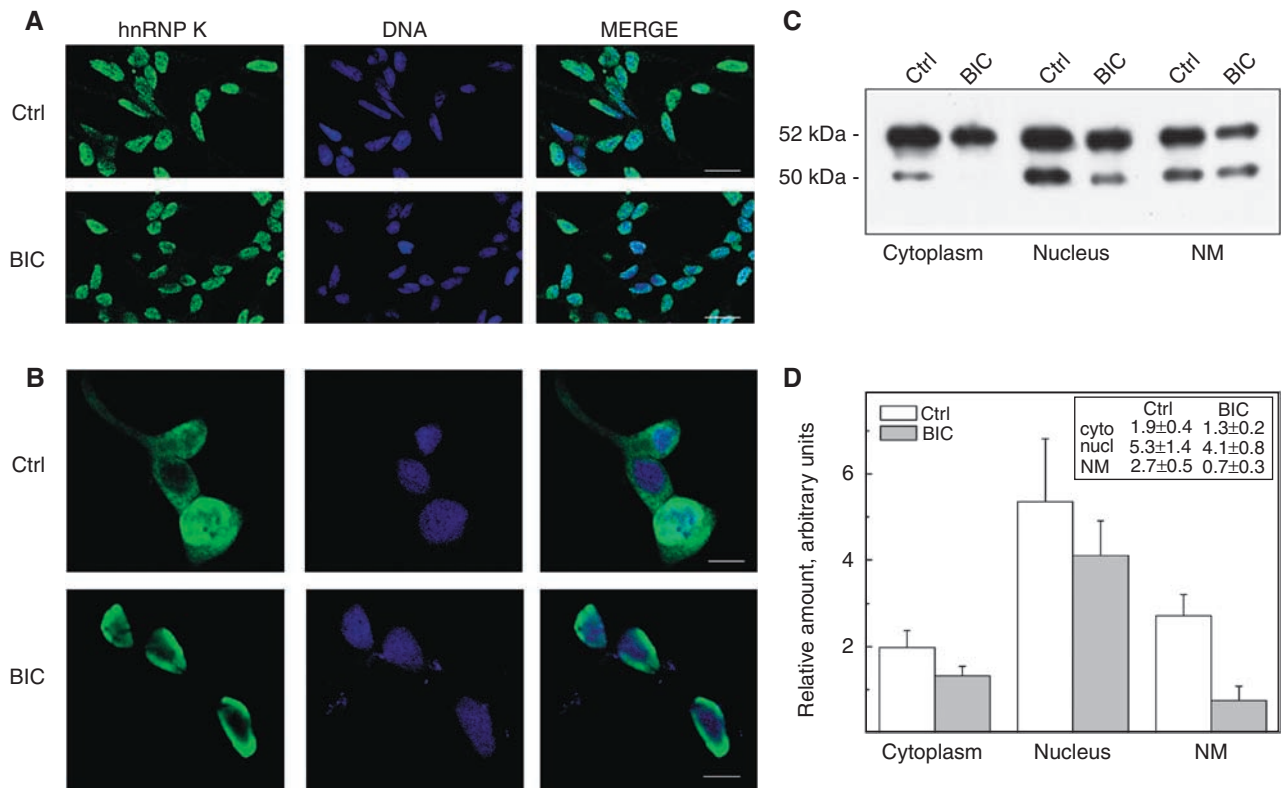 A
hnRNP K DNA MERGE
Ctrl
BIC
B
Ctrl
BIC
C
Ctrl BIC Ctrl BIC Ctrl BIC
52 kDa -
50 kDa -
Cytoplasm Nucleus NM
D
Relative amount, arbitrary units
6
4
2
Ctrl
BIC
Ctrl BIC
cyto 1.9±0.4 1.3±0.2
nucl 5.3±1.4 4.1±0.8
NM 2.7±0.5 0.7±0.3
Cytoplasm Nucleus NM